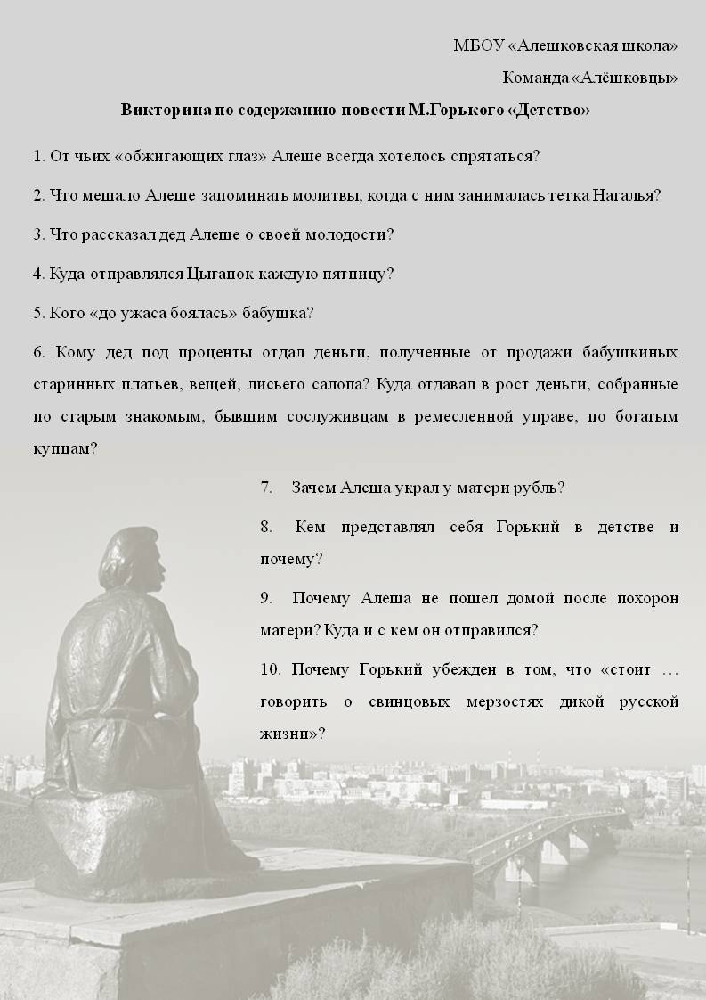 МБОУ «Алешковская школа»
Команда «Алёшковцы»
Викторина по содержанию повести М.Горького «Детство»
1. От чьих «обжигающих глаз» Алеше всегда хотелось спрятаться?
2. Что мешало Алеше запоминать молитвы, когда с ним занималась тетка Наталья?
3. Что рассказал дед Алеше о своей молодости?
4. Куда отправлялся Цыганок каждую пятницу?
5. Кого «до ужаса боялась» бабушка?
6. Кому дед под проценты отдал деньги, полученные от продажи бабушкиных
старинных платьев, вещей, лисьего салопа? Куда отдавал в рост деньги, собранные
по старым знакомым, бывшим сослуживцам в ремесленной управе, по богатым
купцам?
7. Зачем Алеша украл у матери рубль?
8. Кем представлял себя Горький в детстве и
почему?
9. Почему Алеша не пошел домой после похорон
матери? Куда и с кем он отправился?
10. Почему Горький убежден в том, что «стоит …
говорить о свинцовых мерзостях дикой русской
жизни»?